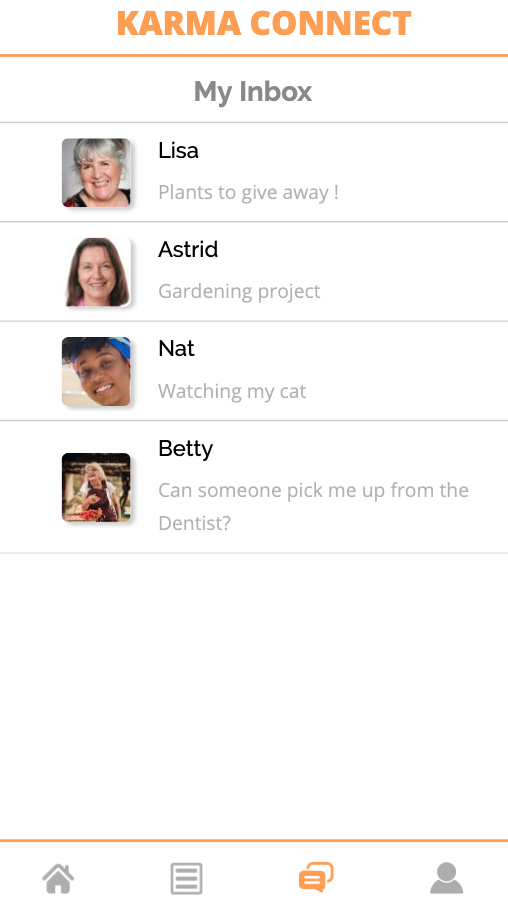 KARMA CONNECT
My Inbox
Lisa
Plants to give away !
Astrid
Gardening project
Nat
Watching my cat
Betty
Can someone pick me up from the
Dentist?